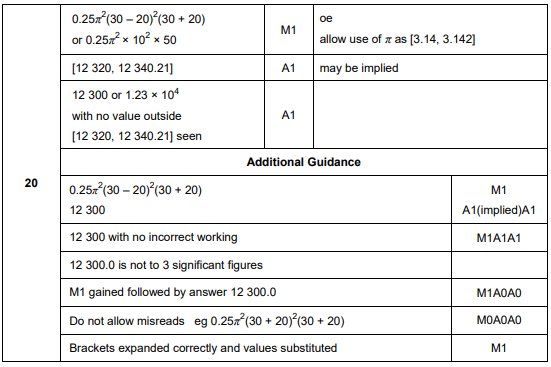 0.25π²(30 – 20)²(30 + 20)
or 0.25π² × 10² × 50
M1
oe
allow use of π as [3.14, 3.142]
[12 320, 12 340.21]
A1
may be implied
12 300 or 1.23 × 10⁴
with no value outside
[12 320, 12 340.21] seen
A1
20
Additional Guidance
0.25π²(30 – 20)²(30 + 20)
12 300
M1
A1(implied)A1
12 300 with no incorrect working
M1A1A1
12 300.0 is not to 3 significant figures
M1 gained followed by answer 12 300.0
M1A0A0
Do not allow misreads eg 0.25π²(30 + 20)²(30 + 20)
M0A0A0
Brackets expanded correctly and values substituted
M1